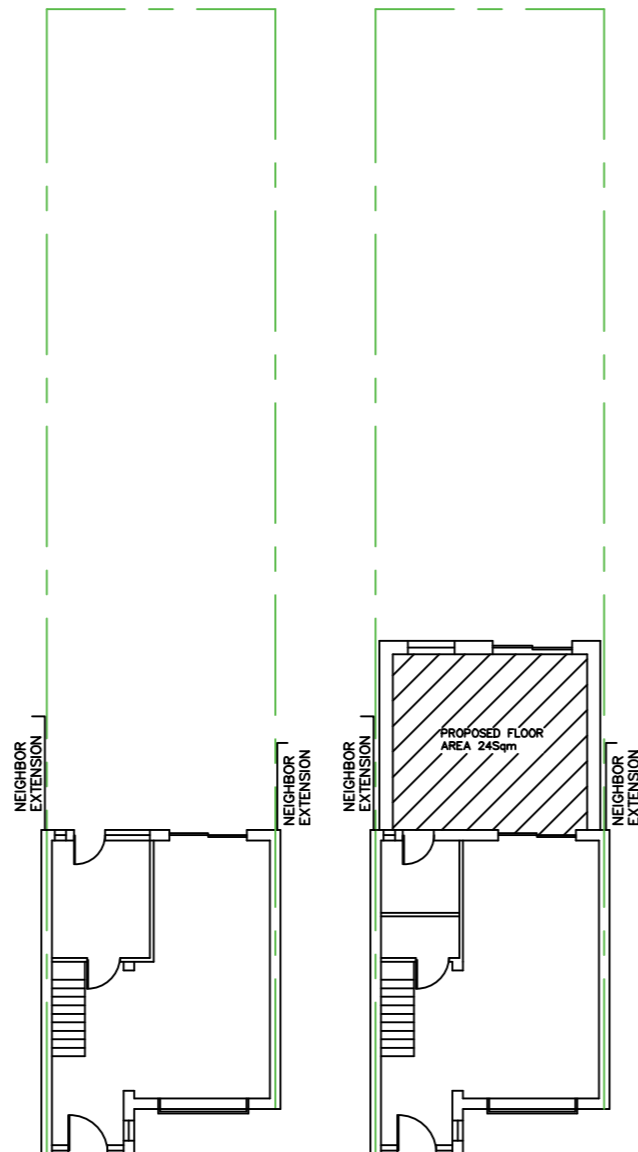 PROPOSED FLOOR
AREA 24Sqm
NEIGHBOR
EXTENSION
NEIGHBOR
EXTENSION
NEIGHBOR
EXTENSION
NEIGHBOR
EXTENSION